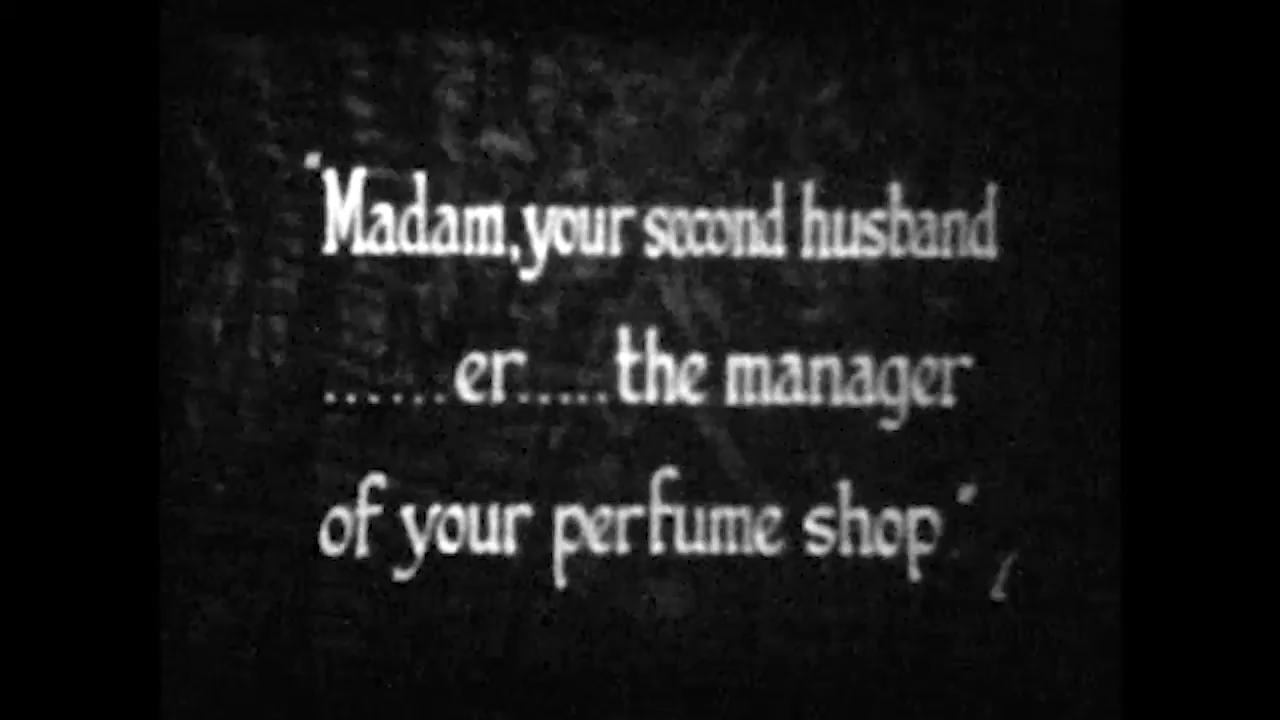 "Madam, your second husband
......er.....the manager
of your perfume shop"